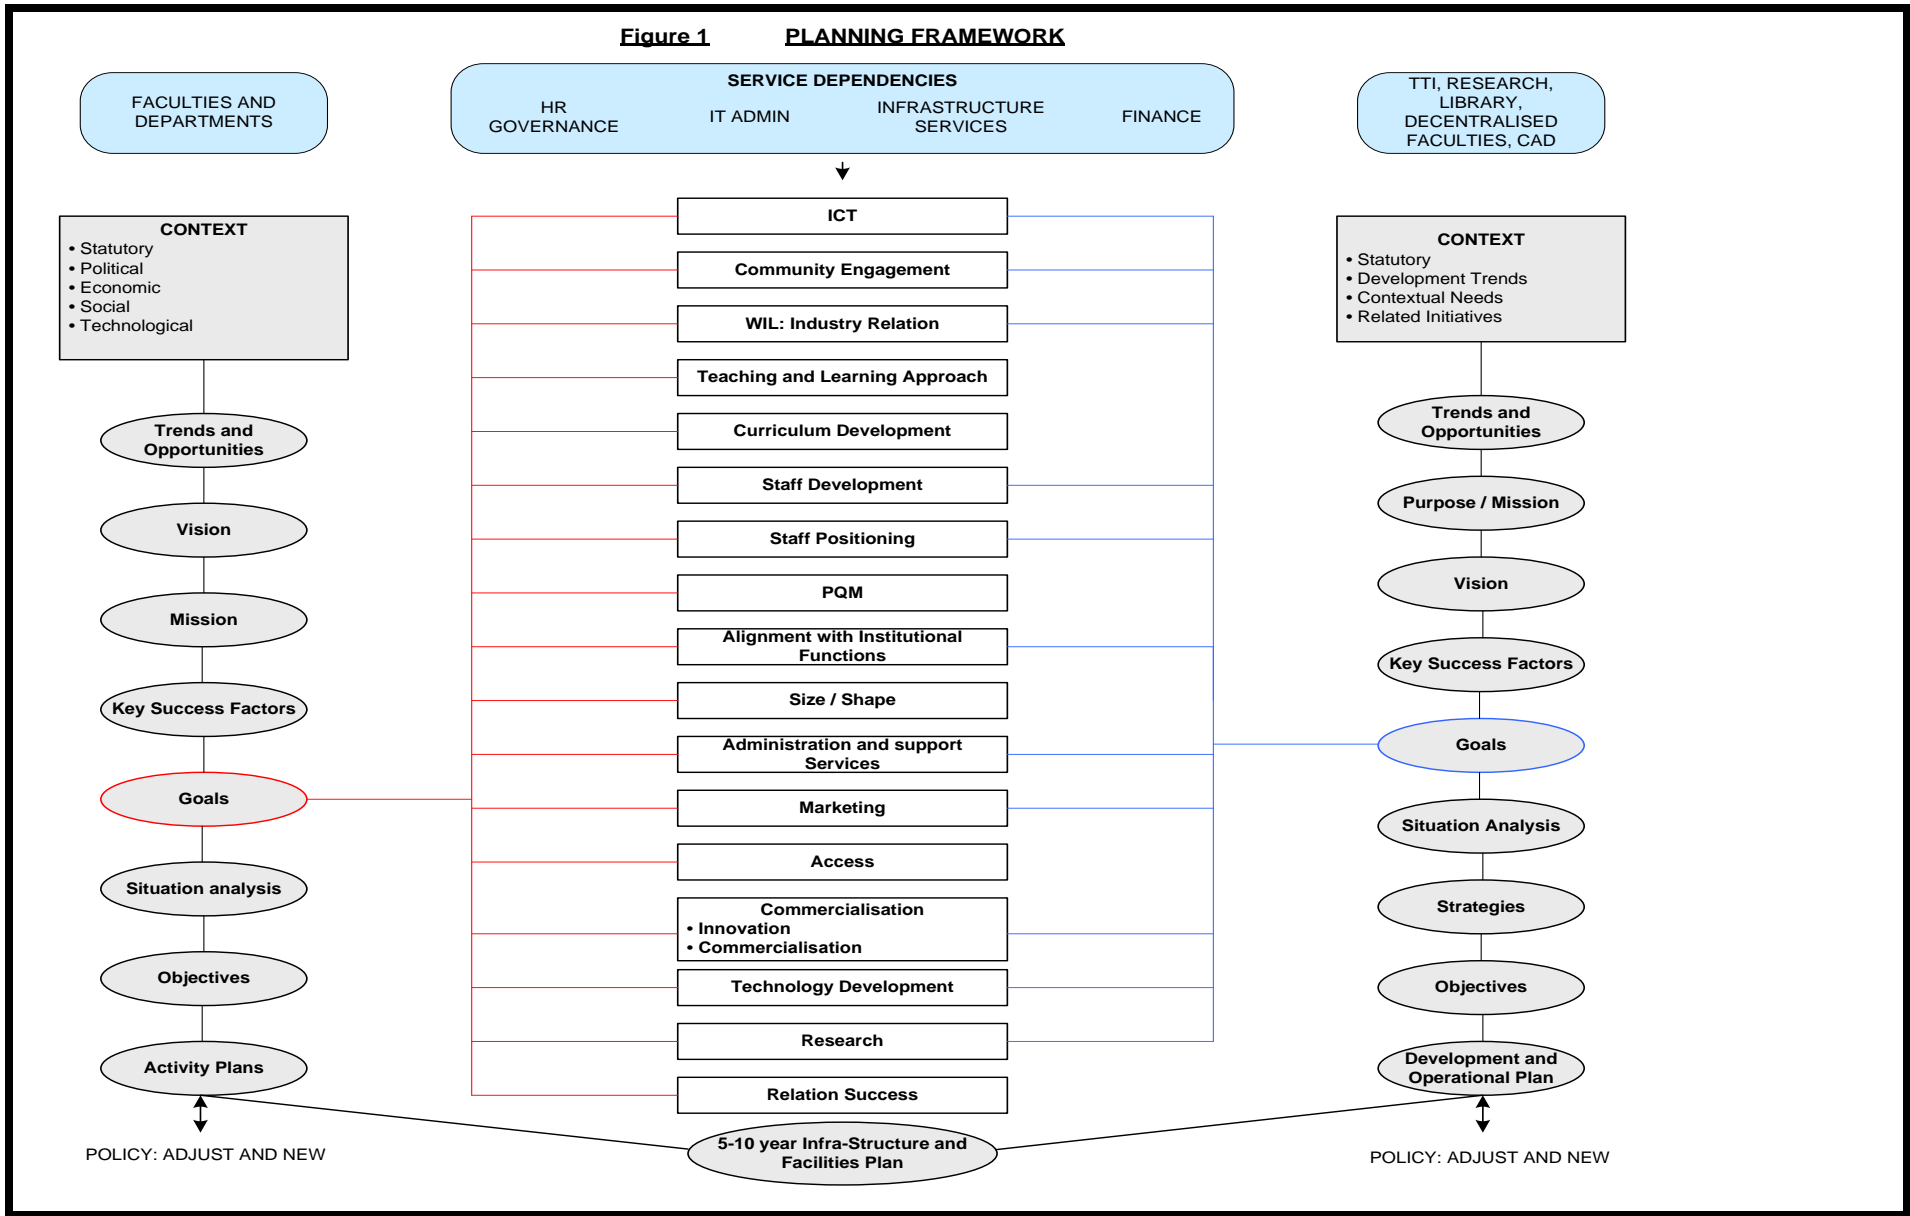 Figure 1 PLANNING FRAMEWORK
FACULTIES AND
DEPARTMENTS
SERVICE DEPENDENCIES
HR
GOVERNANCE
IT ADMIN
INFRASTRUCTURE
SERVICES
FINANCE
TTI, RESEARCH,
LIBRARY,
DECENTRALISED
FACULTIES, CAD
CONTEXT
• Statutory
• Political
• Economic
• Social
• Technological
Trends and
Opportunities
Vision
Mission
Key Success Factors
Goals
Situation analysis
Objectives
Activity Plans
POLICY: ADJUST AND NEW
ICT
Community Engagement
WIL: Industry Relation
Teaching and Learning Approach
Curriculum Development
Staff Development
Staff Positioning
PQM
Alignment with Institutional
Functions
Size / Shape
Administration and support
Services
Marketing
Access
Commercialisation
• Innovation
• Commercialisation
Technology Development
Research
Relation Success
5-10 year Infra-Structure and
Facilities Plan
CONTEXT
• Statutory
• Development Trends
• Contextual Needs
• Related Initiatives
Trends and
Opportunities
Purpose / Mission
Vision
Key Success Factors
Goals
Situation Analysis
Strategies
Objectives
Development and
Operational Plan
POLICY: ADJUST AND NEW